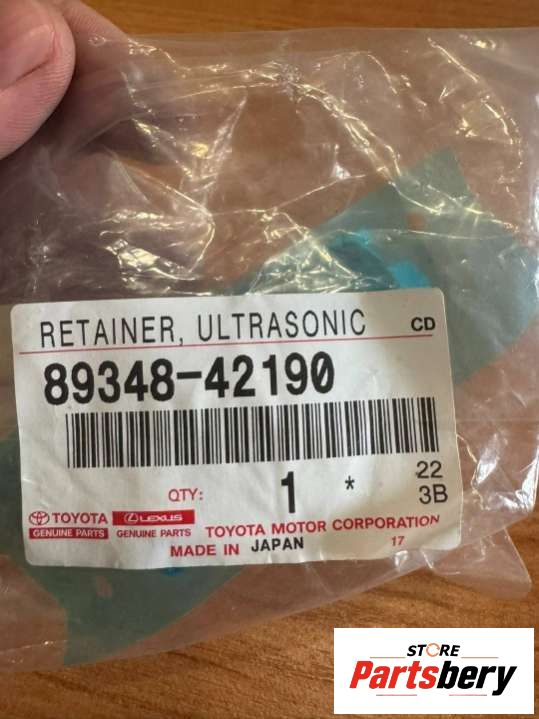 RETAINER, ULTRASONIC CD
89348-42190
QTY: 1 * 22
3B
TOYOTA LEXUS
GENUINE PARTS GENUINE PARTS
TOYOTA MOTOR CORPORATION
MADE IN JAPAN 17
STORE
Partsbery